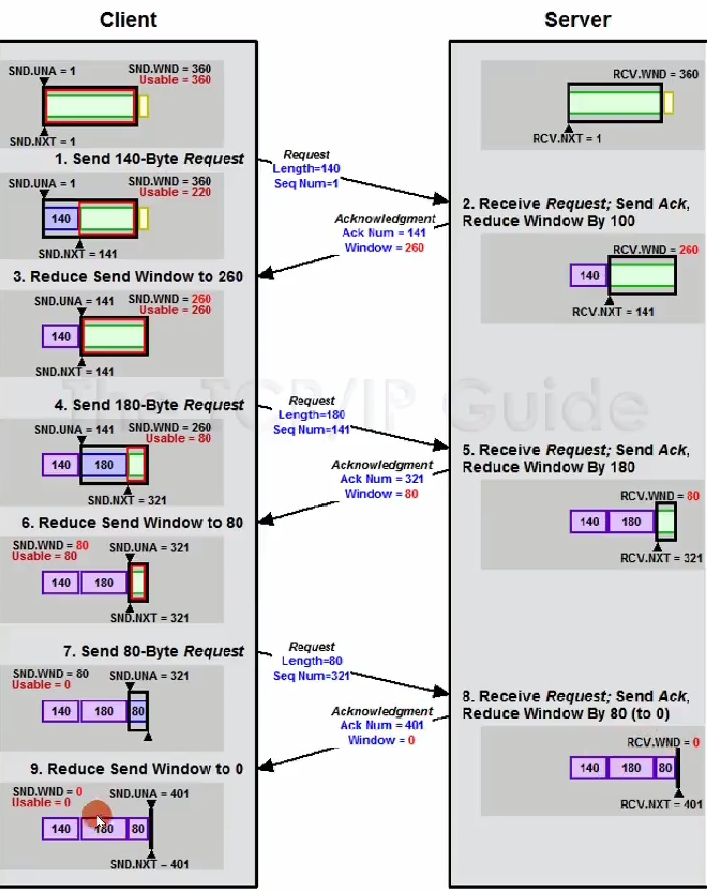 Client
Server
SND.UNA = 1
SND.WND = 360
Usable = 360
SND.NXT = 1
RCV.WND = 360
RCV.NXT = 1
1. Send 140-Byte Request
Request
Length=140
Seq Num=1
SND.UNA = 1
SND.WND = 360
Usable = 220
140
SND.NXT = 141
2. Receive Request; Send Ack,
Reduce Window By 100
Acknowledgment
Ack Num = 141
Window = 260
RCV.WND = 260
140
RCV.NXT = 141
3. Reduce Send Window to 260
SND.UNA = 141
SND.WND = 260
Usable = 260
140
SND.NXT = 141
The TCP/IP Guide
4. Send 180-Byte Request
Request
Length=180
Seq Num=141
SND.UNA = 141
SND.WND = 260
Usable = 80
140 180
SND.NXT = 321
5. Receive Request; Send Ack,
Reduce Window By 180
Acknowledgment
Ack Num = 321
Window = 80
RCV.WND = 80
140 180
RCV.NXT = 321
6. Reduce Send Window to 80
SND.WND = 80
Usable = 80
SND.UNA = 321
140 180
SND.NXT = 321
7. Send 80-Byte Request
Request
Length=80
Seq Num=321
SND.WND = 80
Usable = 0
SND.UNA = 321
140 180 80
8. Receive Request; Send Ack,
Reduce Window By 80 (to 0)
Acknowledgment
Ack Num = 401
Window = 0
RCV.WND = 0
140 180 80
RCV.NXT = 401
9. Reduce Send Window to 0
SND.WND = 0
Usable = 0
SND.UNA = 401
140 180 80
SND.NXT = 401